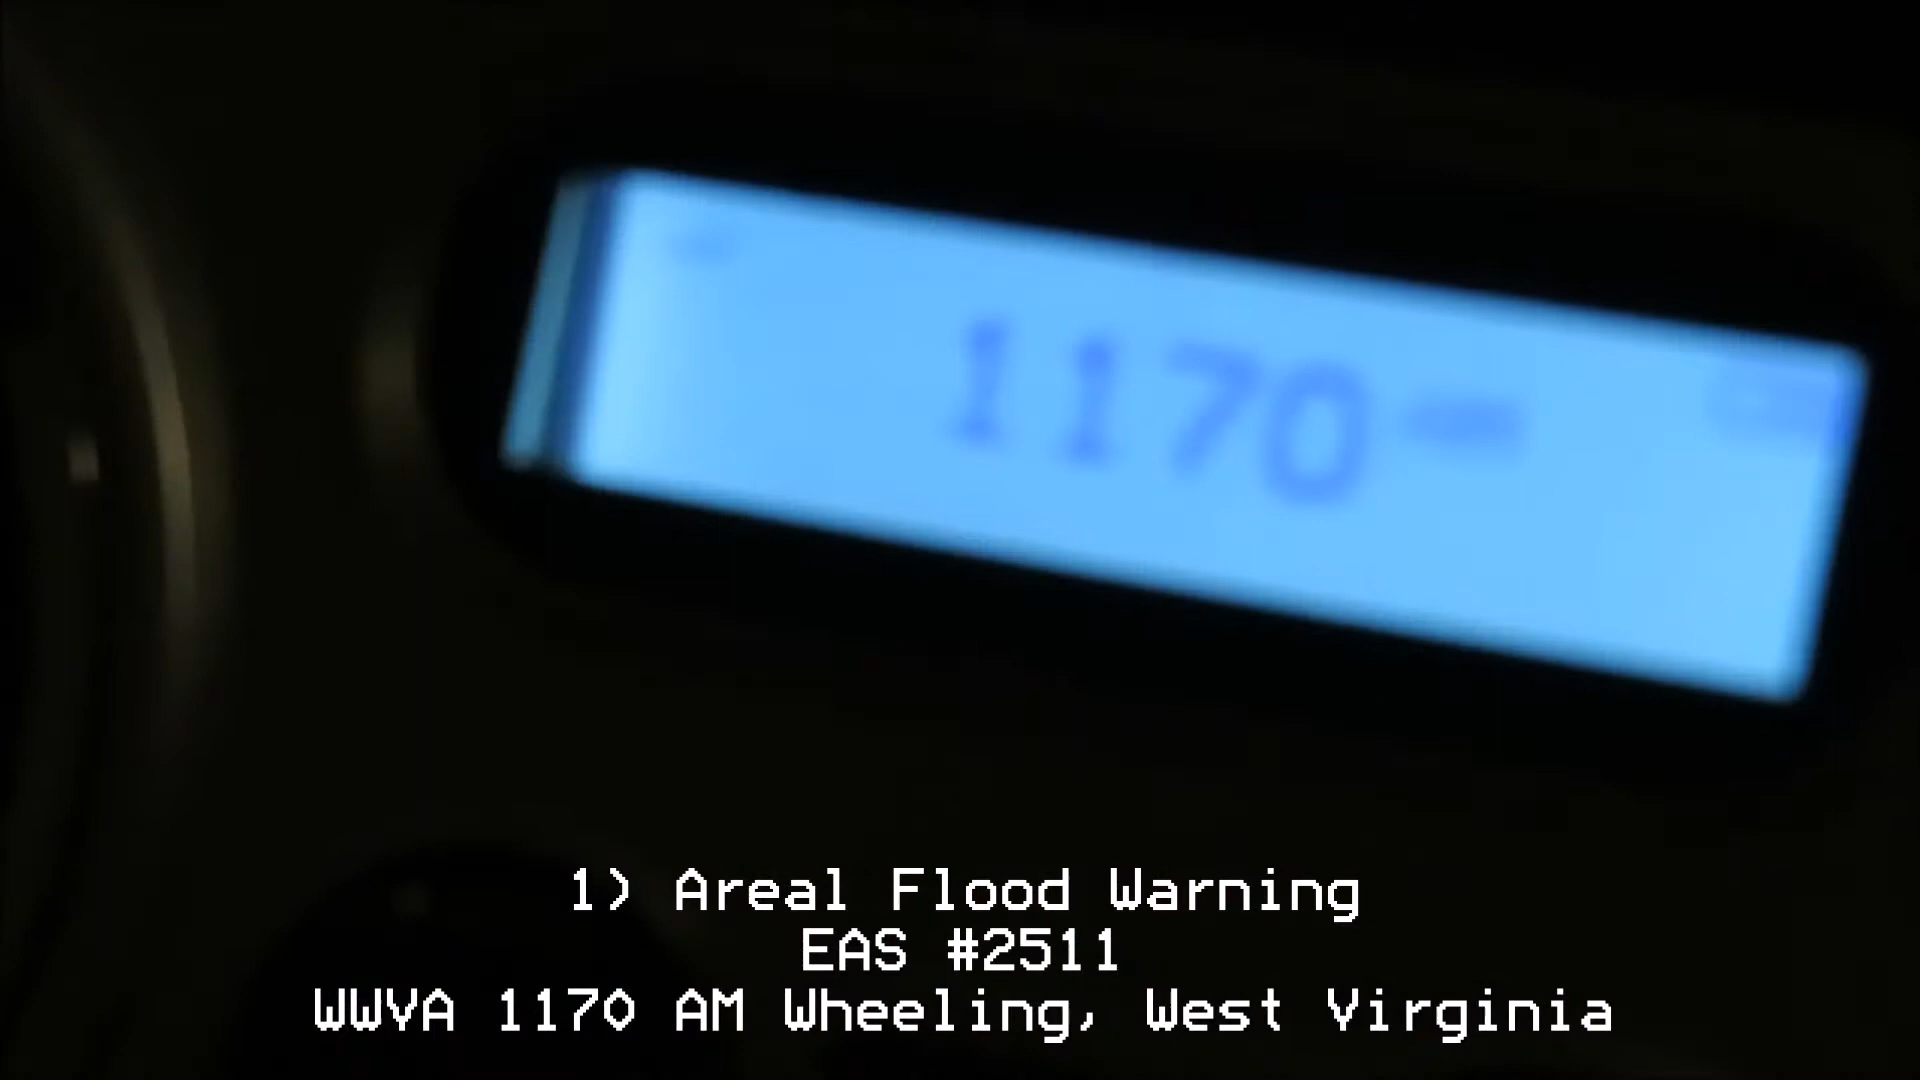 1170
1) Areal Flood Warning
EAS #2511
WWVA 1170 AM Wheeling, West Virginia